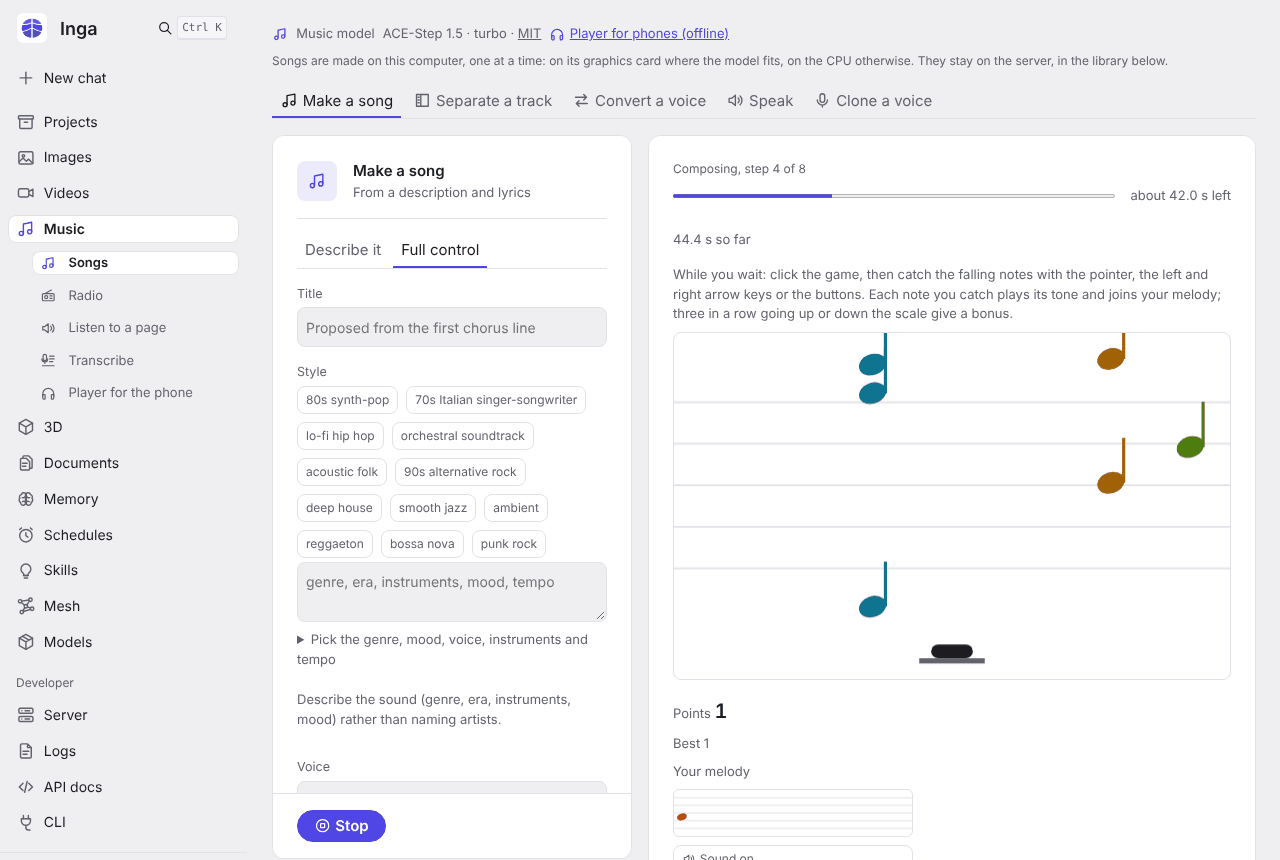 Inga
Ctrl K
New chat
Projects
Images
Videos
Music
Songs
Radio
Listen to a page
Transcribe
Player for the phone
3D
Documents
Memory
Schedules
Skills
Mesh
Models
Developer
Server
Logs
API docs
CLI
Music model ACE-Step 1.5 · turbo · MIT Player for phones (offline)
Songs are made on this computer, one at a time: on its graphics card where the model fits, on the CPU otherwise. They stay on the server, in the library below.
Make a song Separate a track Convert a voice Speak Clone a voice
Make a song
From a description and lyrics
Describe it Full control
Title
Proposed from the first chorus line
Style
80s synth-pop 70s Italian singer-songwriter
lo-fi hip hop orchestral soundtrack
acoustic folk 90s alternative rock
deep house smooth jazz ambient
reggaeton bossa nova punk rock
genre, era, instruments, mood, tempo
Pick the genre, mood, voice, instruments and
tempo
Describe the sound (genre, era, instruments,
mood) rather than naming artists.
Voice
Stop
Composing, step 4 of 8
about 42.0 s left
44.4 s so far
While you wait: click the game, then catch the falling notes with the pointer, the left and
right arrow keys or the buttons. Each note you catch plays its tone and joins your melody;
three in a row going up or down the scale give a bonus.
Points 1
Best 1
Your melody
Sound on